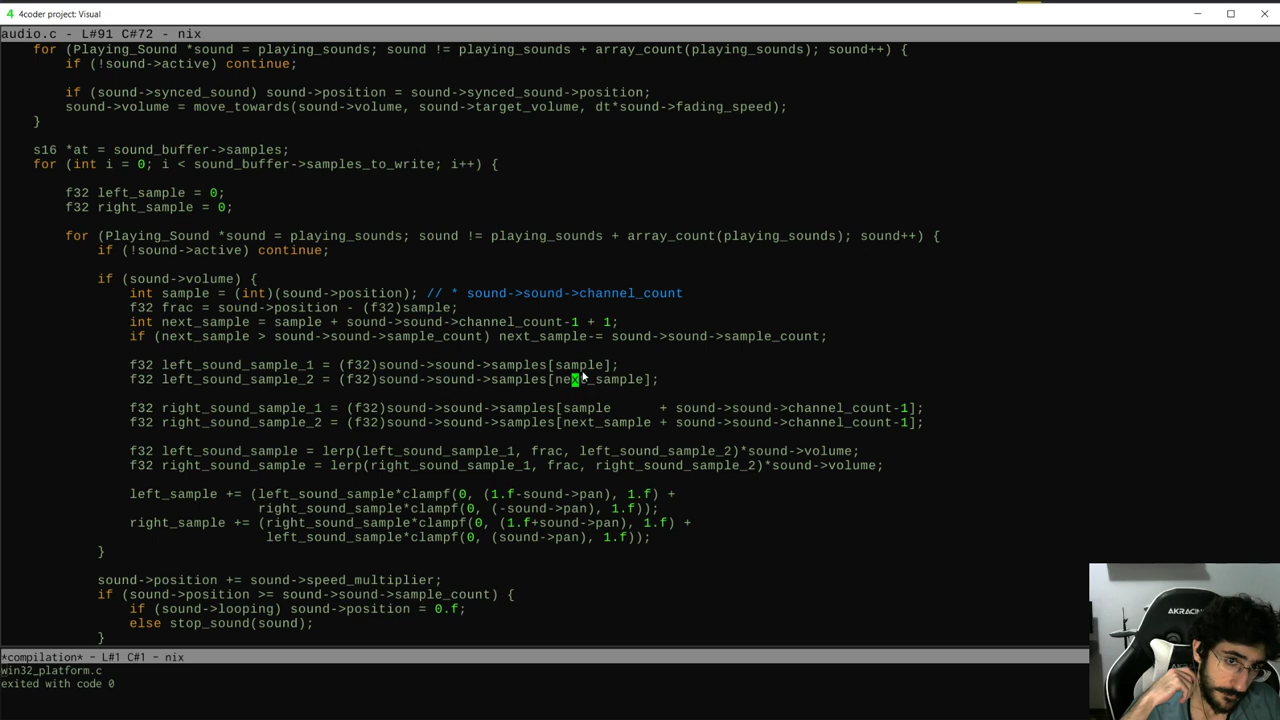 4 4coder project: Visual
audio.c - L#91 C#72 - nix
for (Playing_Sound *sound = playing_sounds; sound != playing_sounds + array_count(playing_sounds); sound++) {
if (!sound->active) continue;
if (sound->synced_sound) sound->position = sound->synced_sound->position;
sound->volume = move_towards(sound->volume, sound->target_volume, dt*sound->fading_speed);
}
s16 *at = sound_buffer->samples;
for (int i = 0; i < sound_buffer->samples_to_write; i++) {
f32 left_sample = 0;
f32 right_sample = 0;
for (Playing_Sound *sound = playing_sounds; sound != playing_sounds + array_count(playing_sounds); sound++) {
if (!sound->active) continue;
if (sound->volume) {
int sample = (int)(sound->position); // * sound->sound->channel_count
f32 frac = sound->position - (f32)sample;
int next_sample = sample + sound->sound->channel_count-1 + 1;
if (next_sample > sound->sound->sample_count) next_sample-= sound->sound->sample_count;
f32 left_sound_sample_1 = (f32)sound->sound->samples[sample];
f32 left_sound_sample_2 = (f32)sound->sound->samples[next_sample];
f32 right_sound_sample_1 = (f32)sound->sound->samples[sample      + sound->sound->channel_count-1];
f32 right_sound_sample_2 = (f32)sound->sound->samples[next_sample + sound->sound->channel_count-1];
f32 left_sound_sample = lerp(left_sound_sample_1, frac, left_sound_sample_2)*sound->volume;
f32 right_sound_sample = lerp(right_sound_sample_1, frac, right_sound_sample_2)*sound->volume;
left_sample += (left_sound_sample*clampf(0, (1.f-sound->pan), 1.f) +
right_sound_sample*clampf(0, (-sound->pan), 1.f));
right_sample += (right_sound_sample*clampf(0, (1.f+sound->pan), 1.f) +
left_sound_sample*clampf(0, (sound->pan), 1.f));
}
sound->position += sound->speed_multiplier;
if (sound->position >= sound->sound->sample_count) {
if (sound->looping) sound->position = 0.f;
else stop_sound(sound);
}
*compilation* - L#1 C#1 - nix
win32_platform.c
exited with code 0
AKRACING